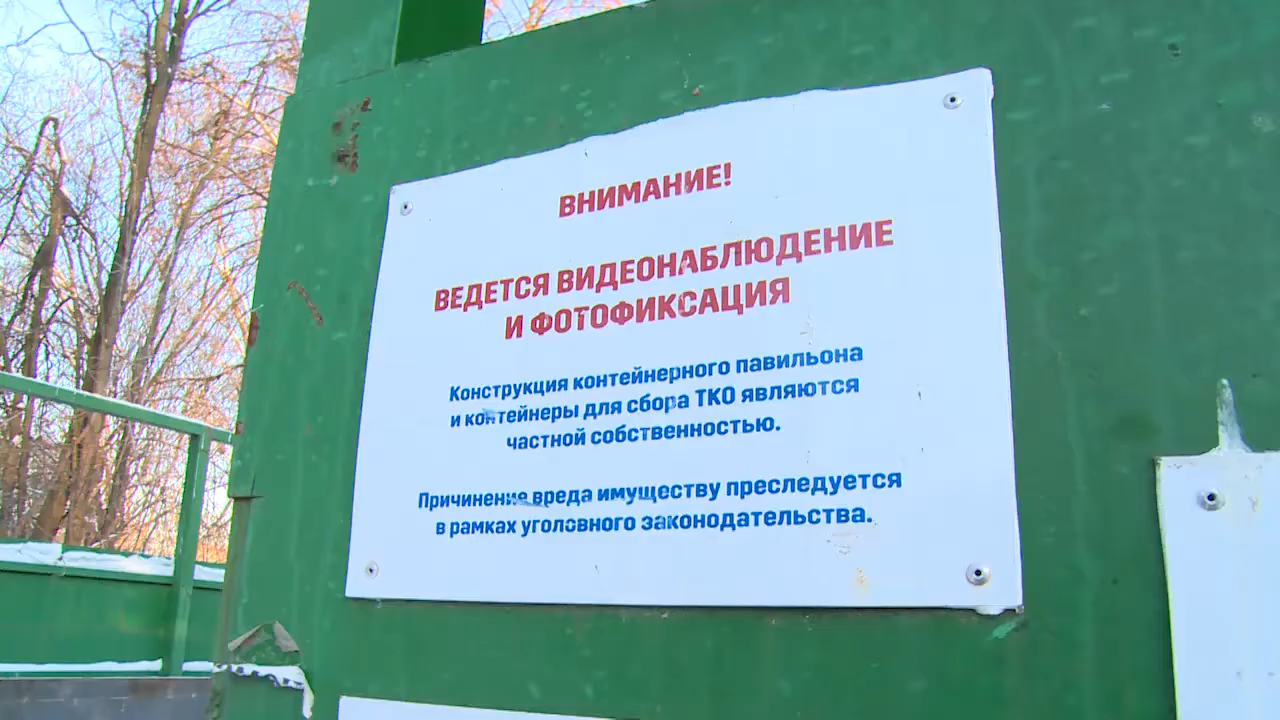 ВНИМАНИЕ!
ВЕДЕТСЯ ВИДЕОНАБЛЮДЕНИЕ
И ФОТОФИКСАЦИЯ
Конструкция контейнерного павильона
и контейнеры для сбора ТКО являются
частной собственностью.
Причинение вреда имуществу преследуется
в рамках уголовного законодательства.